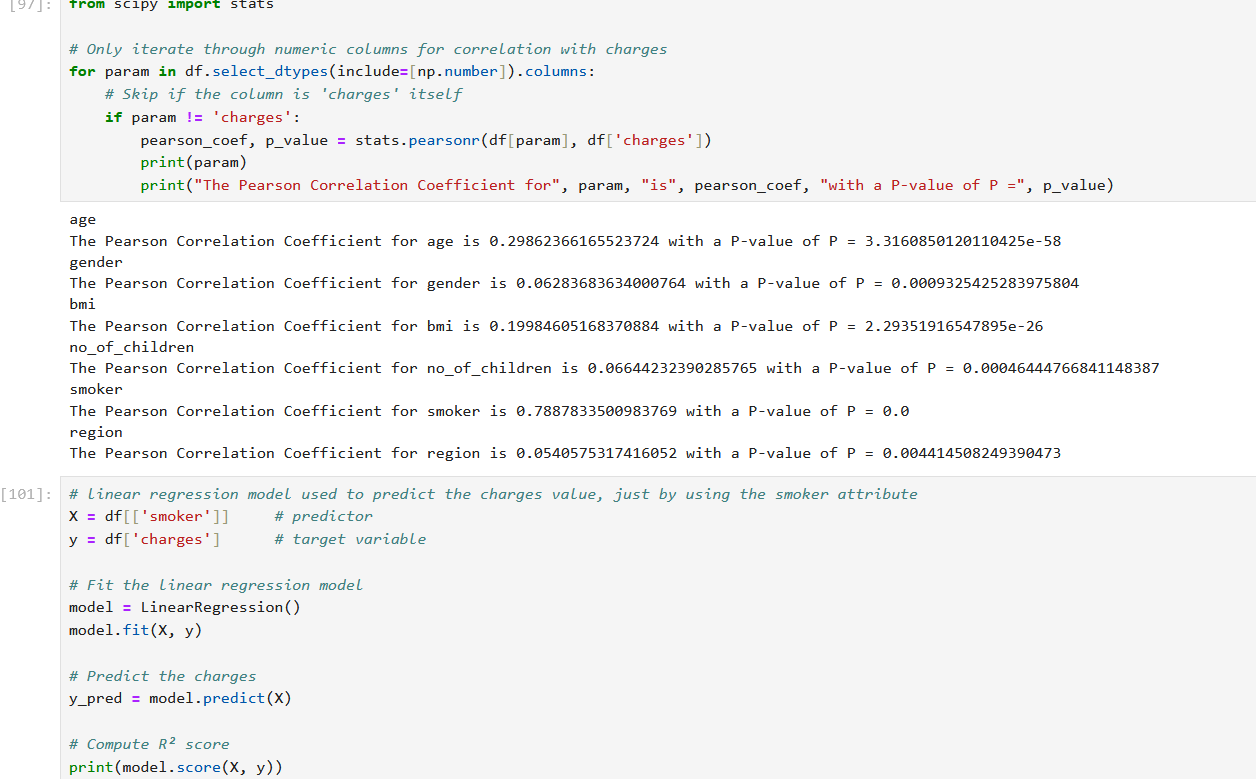 [97]: from scipy import stats
# Only iterate through numeric columns for correlation with charges
for param in df.select_dtypes(include=[np.number]).columns:
    # Skip if the column is 'charges' itself
    if param != 'charges':
        pearson_coef, p_value = stats.pearsonr(df[param], df['charges'])
        print(param)
        print("The Pearson Correlation Coefficient for", param, "is", pearson_coef, "with a P-value of P =", p_value)
age
The Pearson Correlation Coefficient for age is 0.29862366165523724 with a P-value of P = 3.3160850120110425e-58
gender
The Pearson Correlation Coefficient for gender is 0.06283683634000764 with a P-value of P = 0.0009325425283975804
bmi
The Pearson Correlation Coefficient for bmi is 0.19984605168370884 with a P-value of P = 2.29351916547895e-26
no_of_children
The Pearson Correlation Coefficient for no_of_children is 0.06644232390285765 with a P-value of P = 0.00046444766841148387
smoker
The Pearson Correlation Coefficient for smoker is 0.7887833500983769 with a P-value of P = 0.0
region
The Pearson Correlation Coefficient for region is 0.0540575317416052 with a P-value of P = 0.004414508249390473
[101]: # linear regression model used to predict the charges value, just by using the smoker attribute
X = df[['smoker']]     # predictor
y = df['charges']      # target variable
# Fit the linear regression model
model = LinearRegression()
model.fit(X, y)
# Predict the charges
y_pred = model.predict(X)
# Compute R² score
print(model.score(X, y))